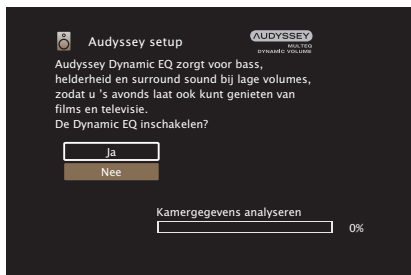 Audyssey setup
AUDYSSEY
MULTEQ
DYNAMIC VOLUME
Audyssey Dynamic EQ zorgt voor bass,
helderheid en surround sound bij lage volumes,
zodat u ’s avonds laat ook kunt genieten van
films en televisie.
De Dynamic EQ inschakelen?
Ja
Nee
Kamergegevens analyseren
0%